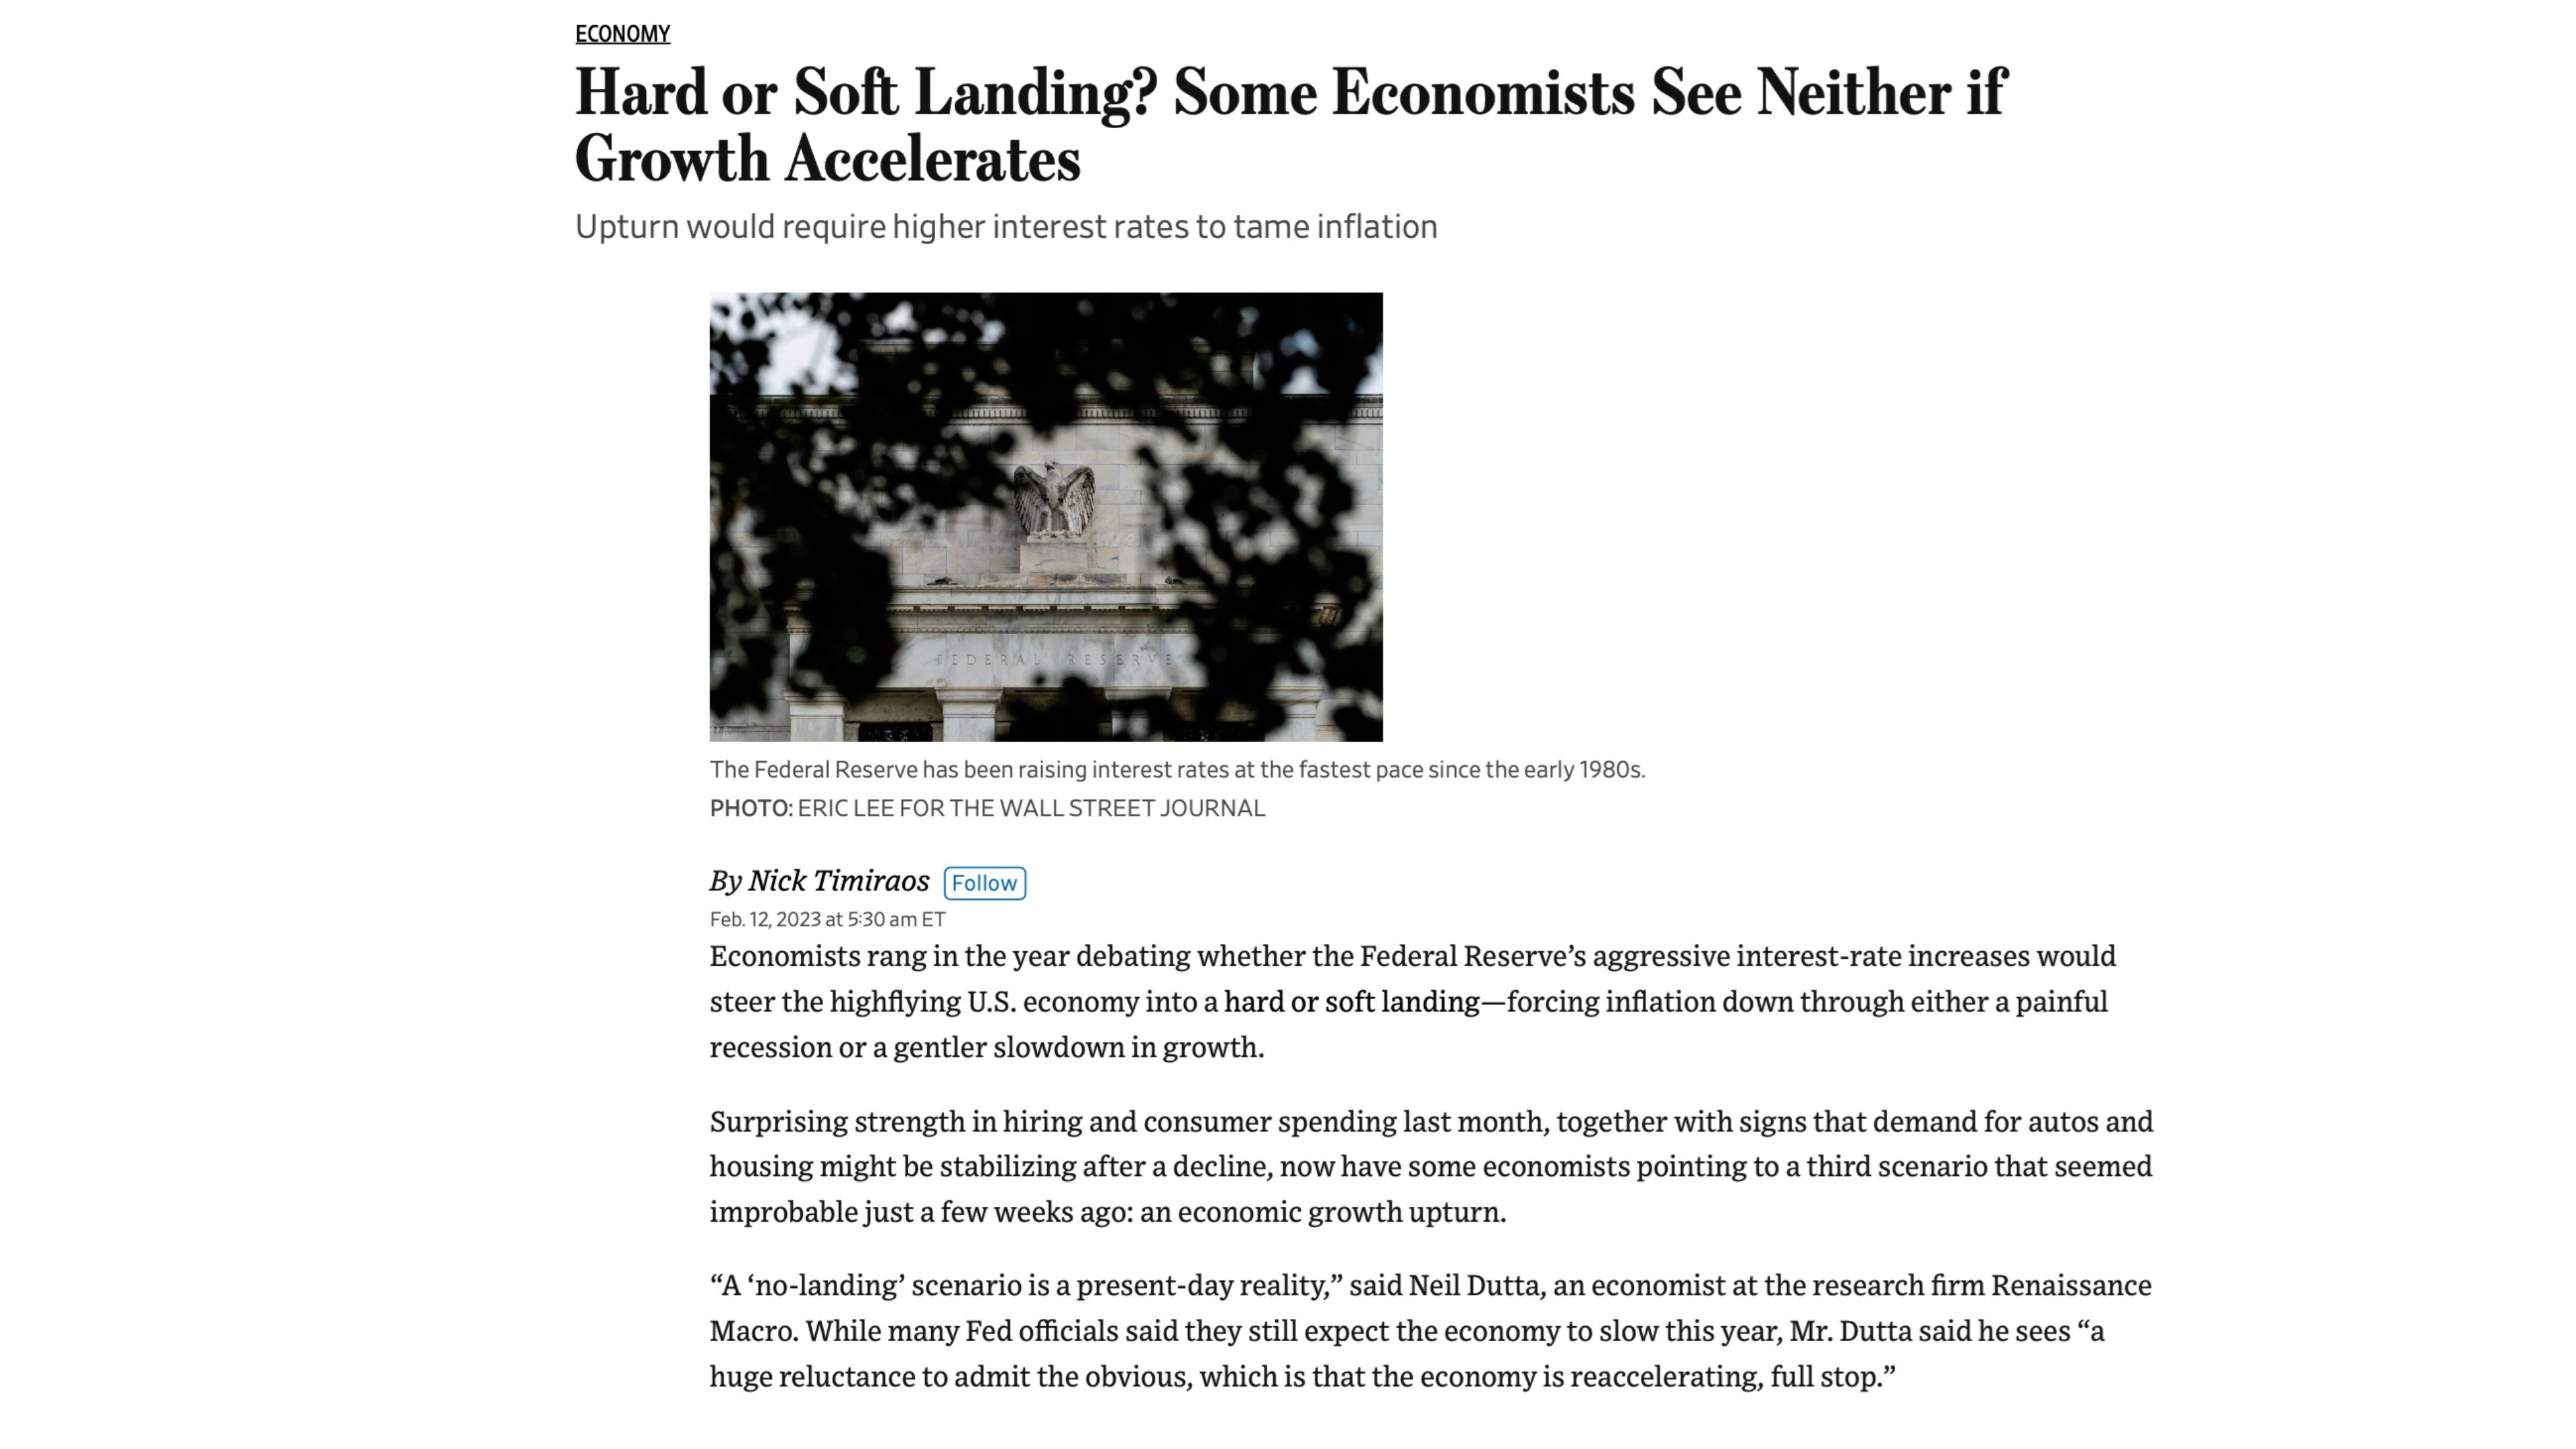 ECONOMY
Hard or Soft Landing? Some Economists See Neither if
Growth Accelerates
Upturn would require higher interest rates to tame inflation
FEDERAL RESERVE
The Federal Reserve has been raising interest rates at the fastest pace since the early 1980s.
PHOTO: ERIC LEE FOR THE WALL STREET JOURNAL
By Nick Timiraos Follow
Feb. 12, 2023 at 5:30 am ET
Economists rang in the year debating whether the Federal Reserve’s aggressive interest-rate increases would
steer the highflying U.S. economy into a hard or soft landing—forcing inflation down through either a painful
recession or a gentler slowdown in growth.
Surprising strength in hiring and consumer spending last month, together with signs that demand for autos and
housing might be stabilizing after a decline, now have some economists pointing to a third scenario that seemed
improbable just a few weeks ago: an economic growth upturn.
“A ‘no-landing’ scenario is a present-day reality,” said Neil Dutta, an economist at the research firm Renaissance
Macro. While many Fed officials said they still expect the economy to slow this year, Mr. Dutta said he sees “a
huge reluctance to admit the obvious, which is that the economy is reaccelerating, full stop.”